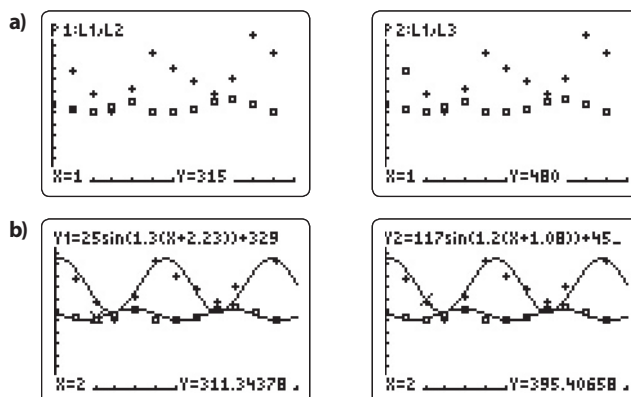 a)
P1:L1,L2
X=1 Y=315
P2:L1,L3
X=1 Y=480
b)
Y1=25sin(1.3(X+2.23))+329
X=2 Y=311.34378
Y2=117sin(1.2(X+1.08))+45
X=2 Y=395.40658